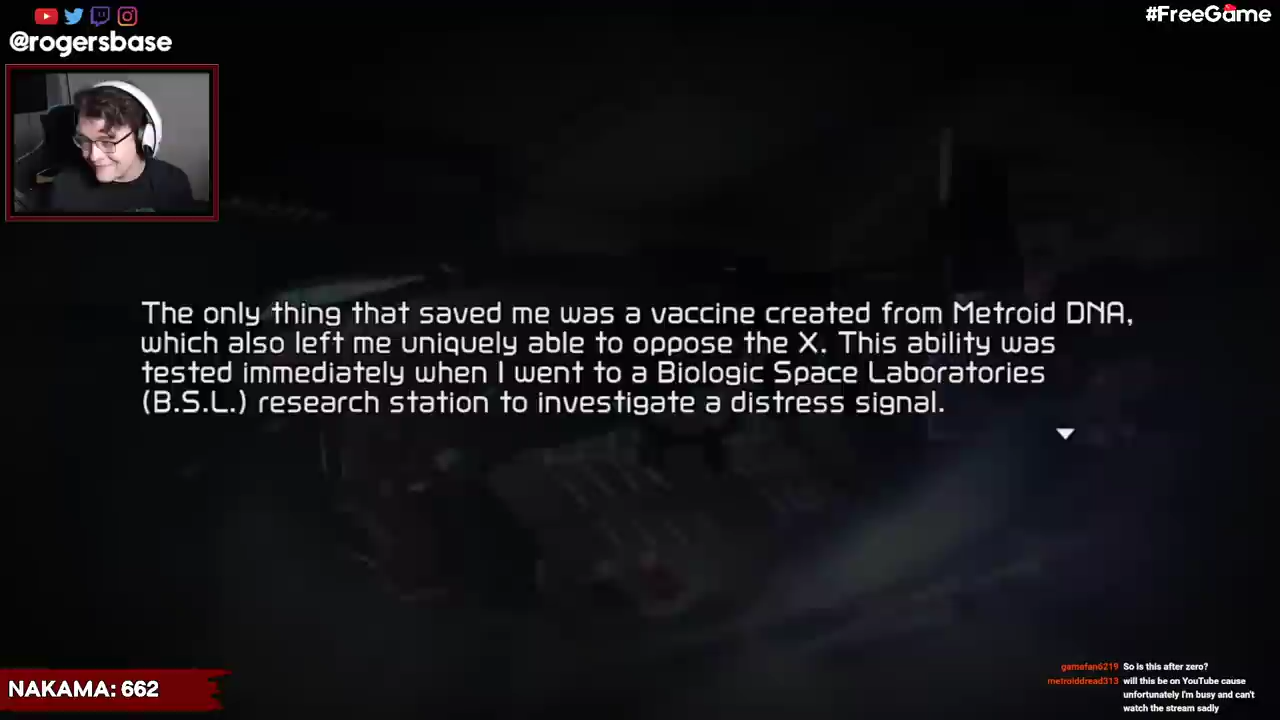 #FreeGame
@rogersbase
The only thing that saved me was a vaccine created from Metroid DNA,
which also left me uniquely able to oppose the X. This ability was
tested immediately when I went to a Biologic Space Laboratories
(B.S.L.) research station to investigate a distress signal.
gamefan6219 So is this after zero?
metroiddread313 will this be on YouTube cause
unfortunately I'm busy and can't
watch the stream sadly
NAKAMA: 662